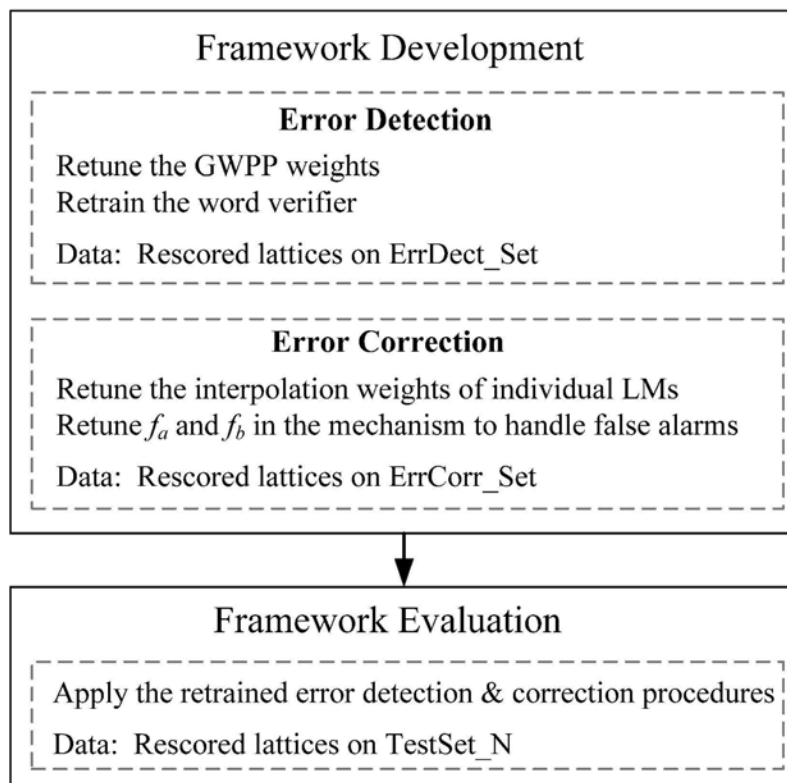 Framework Development
Error Detection
Retune the GWPP weights
Retrain the word verifier
Data: Rescored lattices on ErrDect_Set
Error Correction
Retune the interpolation weights of individual LMs
Retune fa and fb in the mechanism to handle false alarms
Data: Rescored lattices on ErrCorr_Set
Framework Evaluation
Apply the retrained error detection & correction procedures
Data: Rescored lattices on TestSet_N